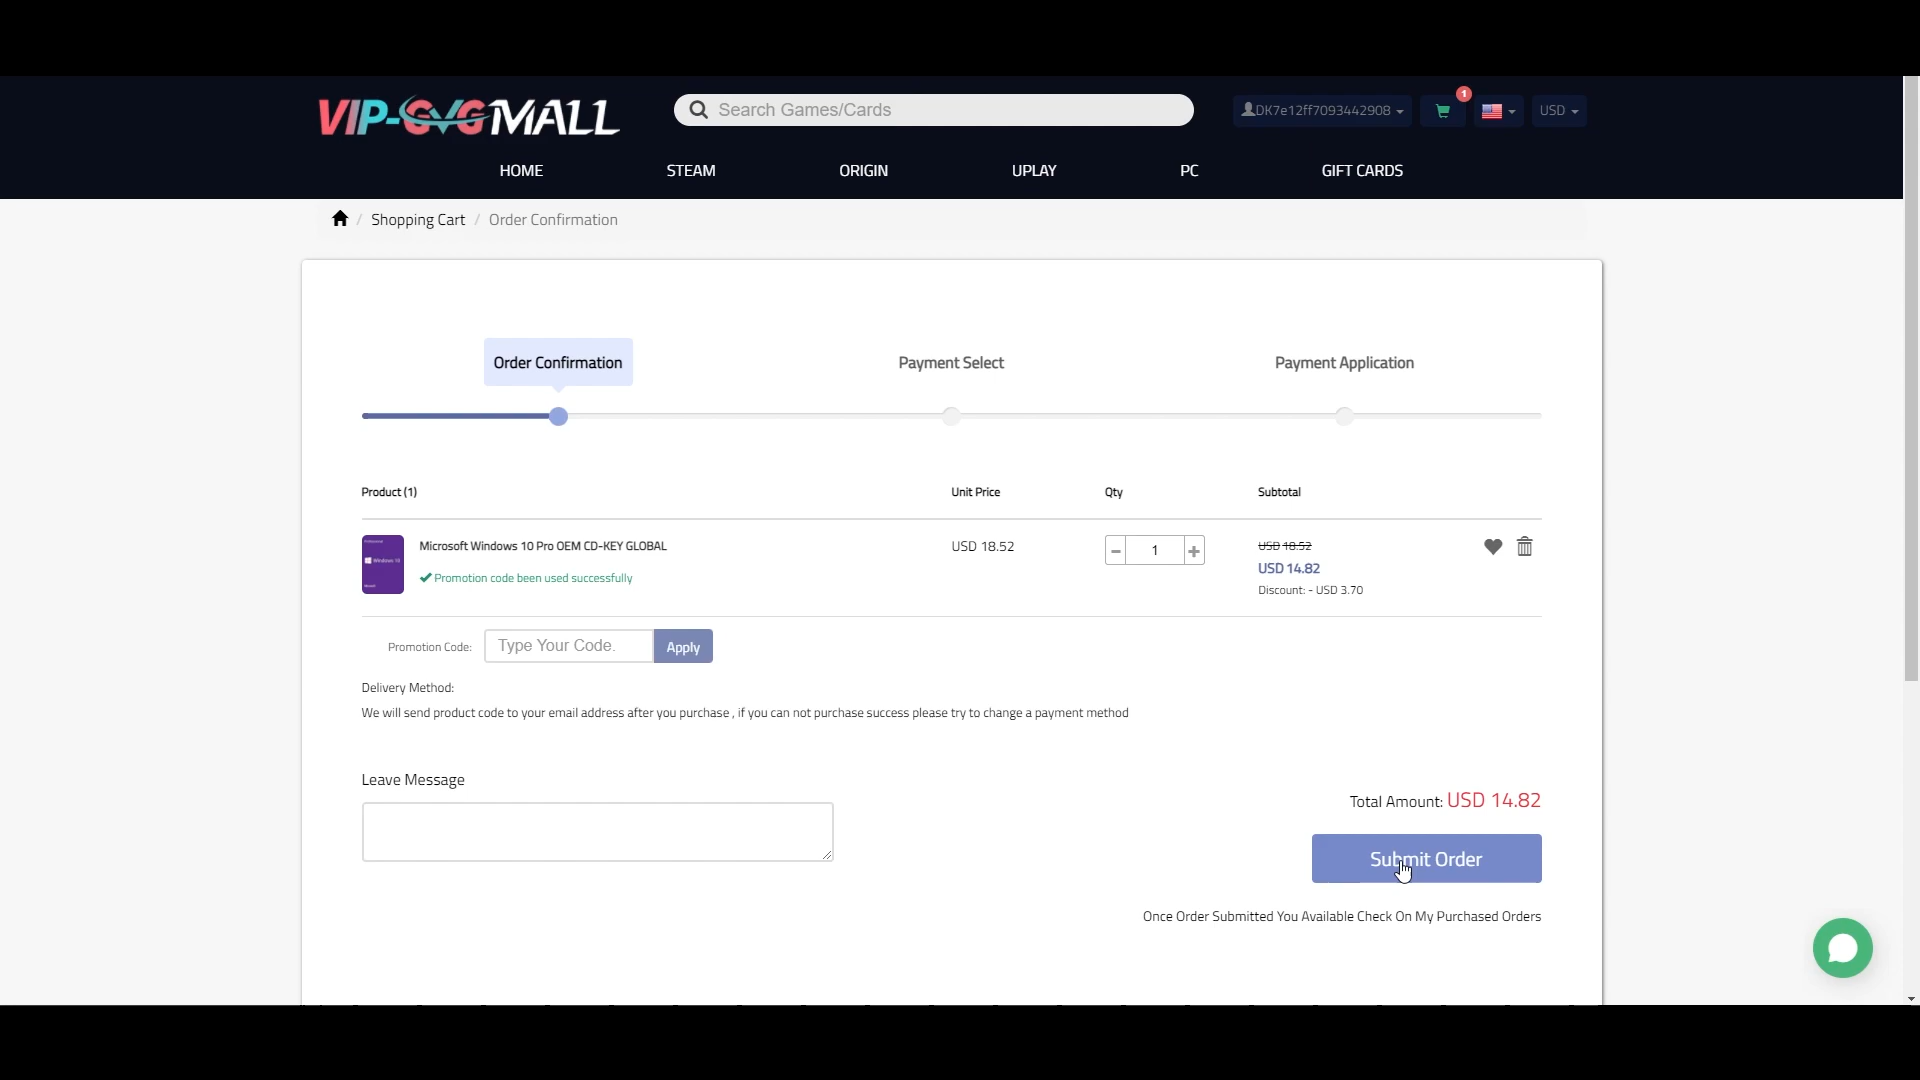 VIP-GVGMALL
Search Games/Cards
DK7e12ff7093442908
1
USD
HOME
STEAM
ORIGIN
UPLAY
PC
GIFT CARDS
/ Shopping Cart / Order Confirmation
Order Confirmation
Payment Select
Payment Application
Product (1)
Unit Price
Qty
Subtotal
Microsoft Windows 10 Pro OEM CD-KEY GLOBAL
USD 18.52
1
USD 18.52
Promotion code been used successfully
USD 14.82
Discount: - USD 3.70
Windows 10
Promotion Code:
Type Your Code.
Apply
Delivery Method:
We will send product code to your email address after you purchase , if you can not purchase success please try to change a payment method
Leave Message
Total Amount: USD 14.82
Submit Order
Once Order Submitted You Available Check On My Purchased Orders